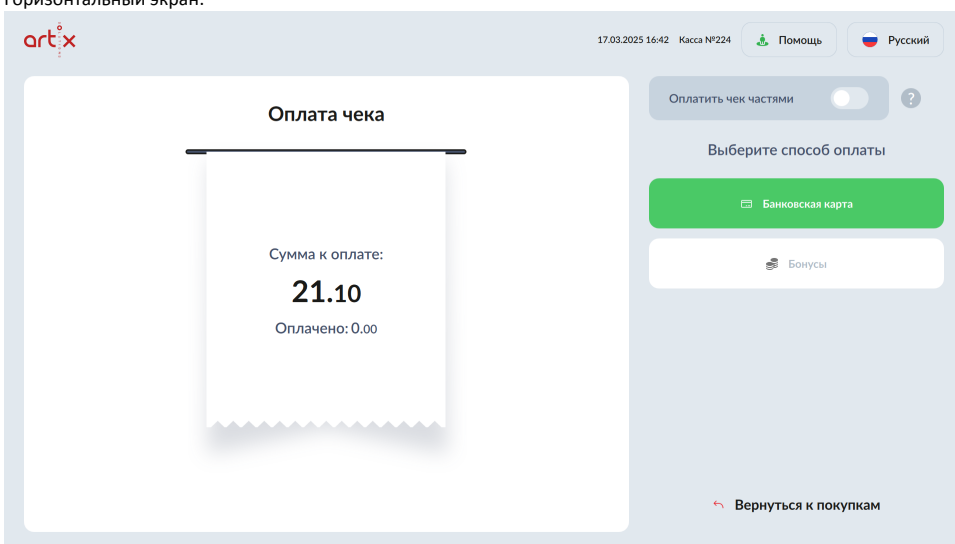 Горизонтальный экран:
artix
17.03.2025 16:42 Касса №224 Помощь Русский
Оплата чека
Сумма к оплате:
21.10
Оплачено: 0.00
Оплатить чек частями ?
Выберите способ оплаты
Банковская карта
Бонусы
Вернуться к покупкам